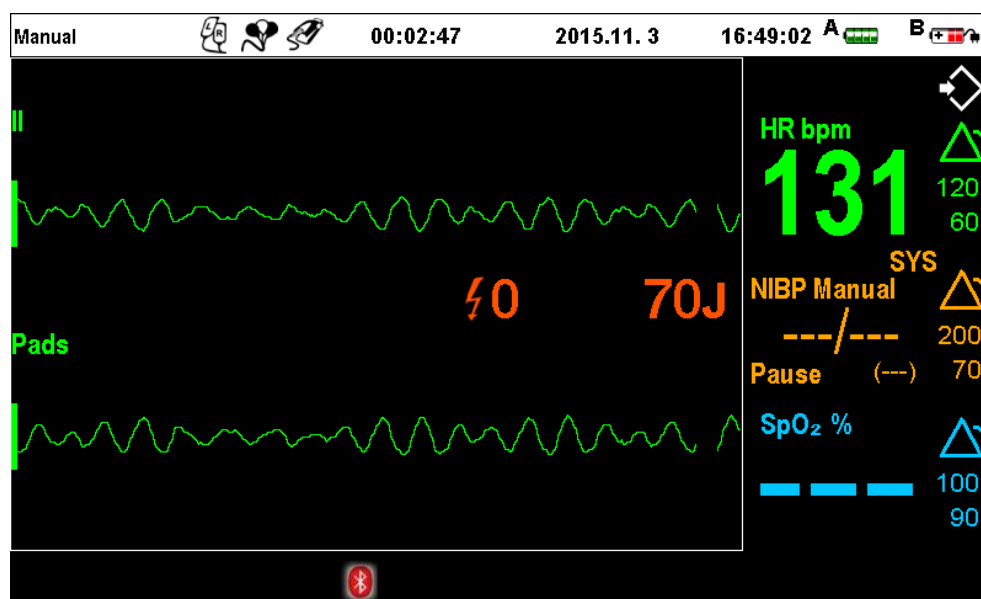 Manual 00:02:47 2015.11. 3 16:49:02 A B
II
HR bpm
131
120
60
SYS
⚡0 70J
NIBP Manual
---/---
200
Pause (---) 70
Pads
SpO₂ %
---
100
90